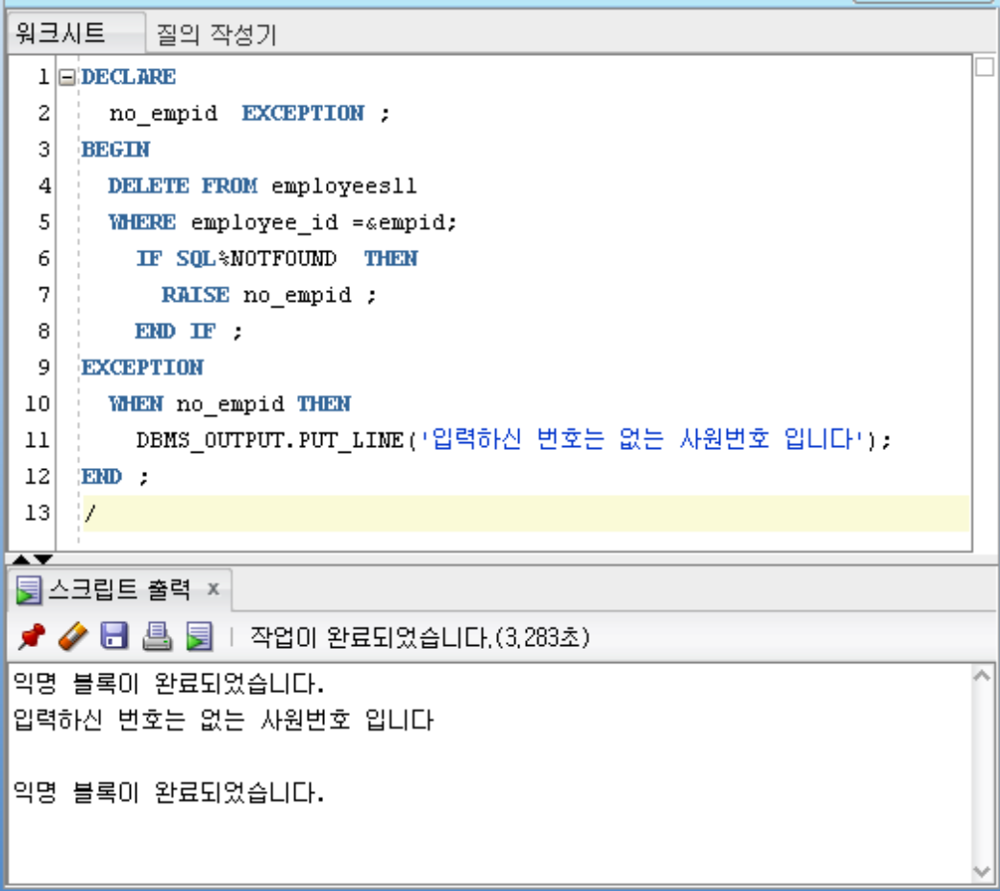 워크시트 질의 작성기
1 DECLARE
2 no_empid EXCEPTION ;
3 BEGIN
4 DELETE FROM employeesll
5 WHERE employee_id =&empid;
6 IF SQL%NOTFOUND THEN
7 RAISE no_empid ;
8 END IF ;
9 EXCEPTION
10 WHEN no_empid THEN
11 DBMS_OUTPUT.PUT_LINE('입력하신 번호는 없는 사원번호 입니다');
12 END ;
13 /
스크립트 출력 x
작업이 완료되었습니다.(3,283초)
익명 블록이 완료되었습니다.
입력하신 번호는 없는 사원번호 입니다
익명 블록이 완료되었습니다.